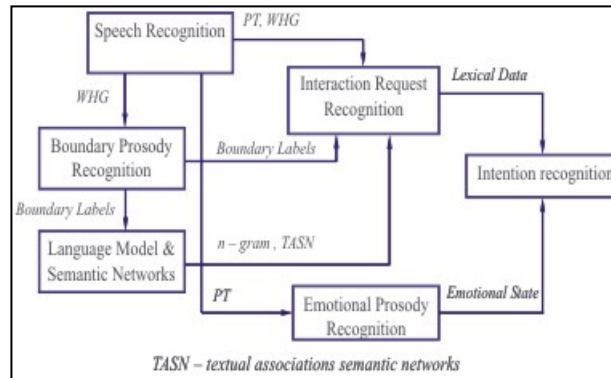 PT, WHG
Speech Recognition
Lexical Data
Interaction Request
Recognition
WHG
Boundary Prosody
Recognition
Boundary Labels
Intention recognition
Boundary Labels
Language Model &
Semantic Networks
n – gram , TASN
PT
Emotional Prosody
Recognition
Emotional State
TASN – textual associations semantic networks